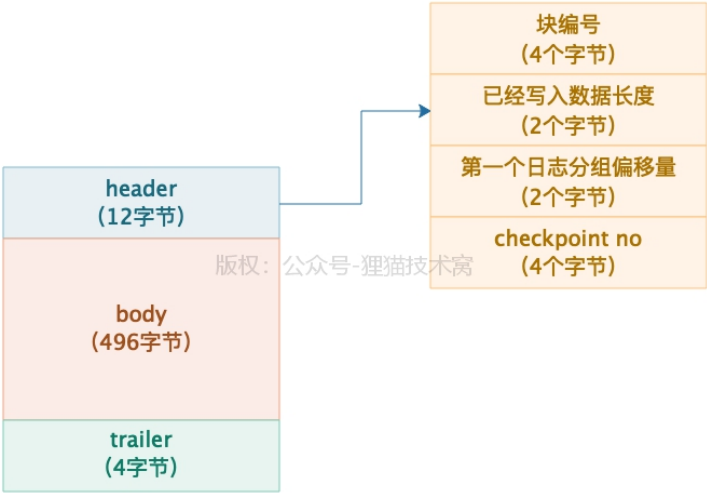 块编号
(4个字节)
已经写入数据长度
(2个字节)
第一个日志分组偏移量
(2个字节)
checkpoint no
(4个字节)
header
(12字节)
body
(496字节)
trailer
(4字节)
版权：公众号-狸猫技术窝